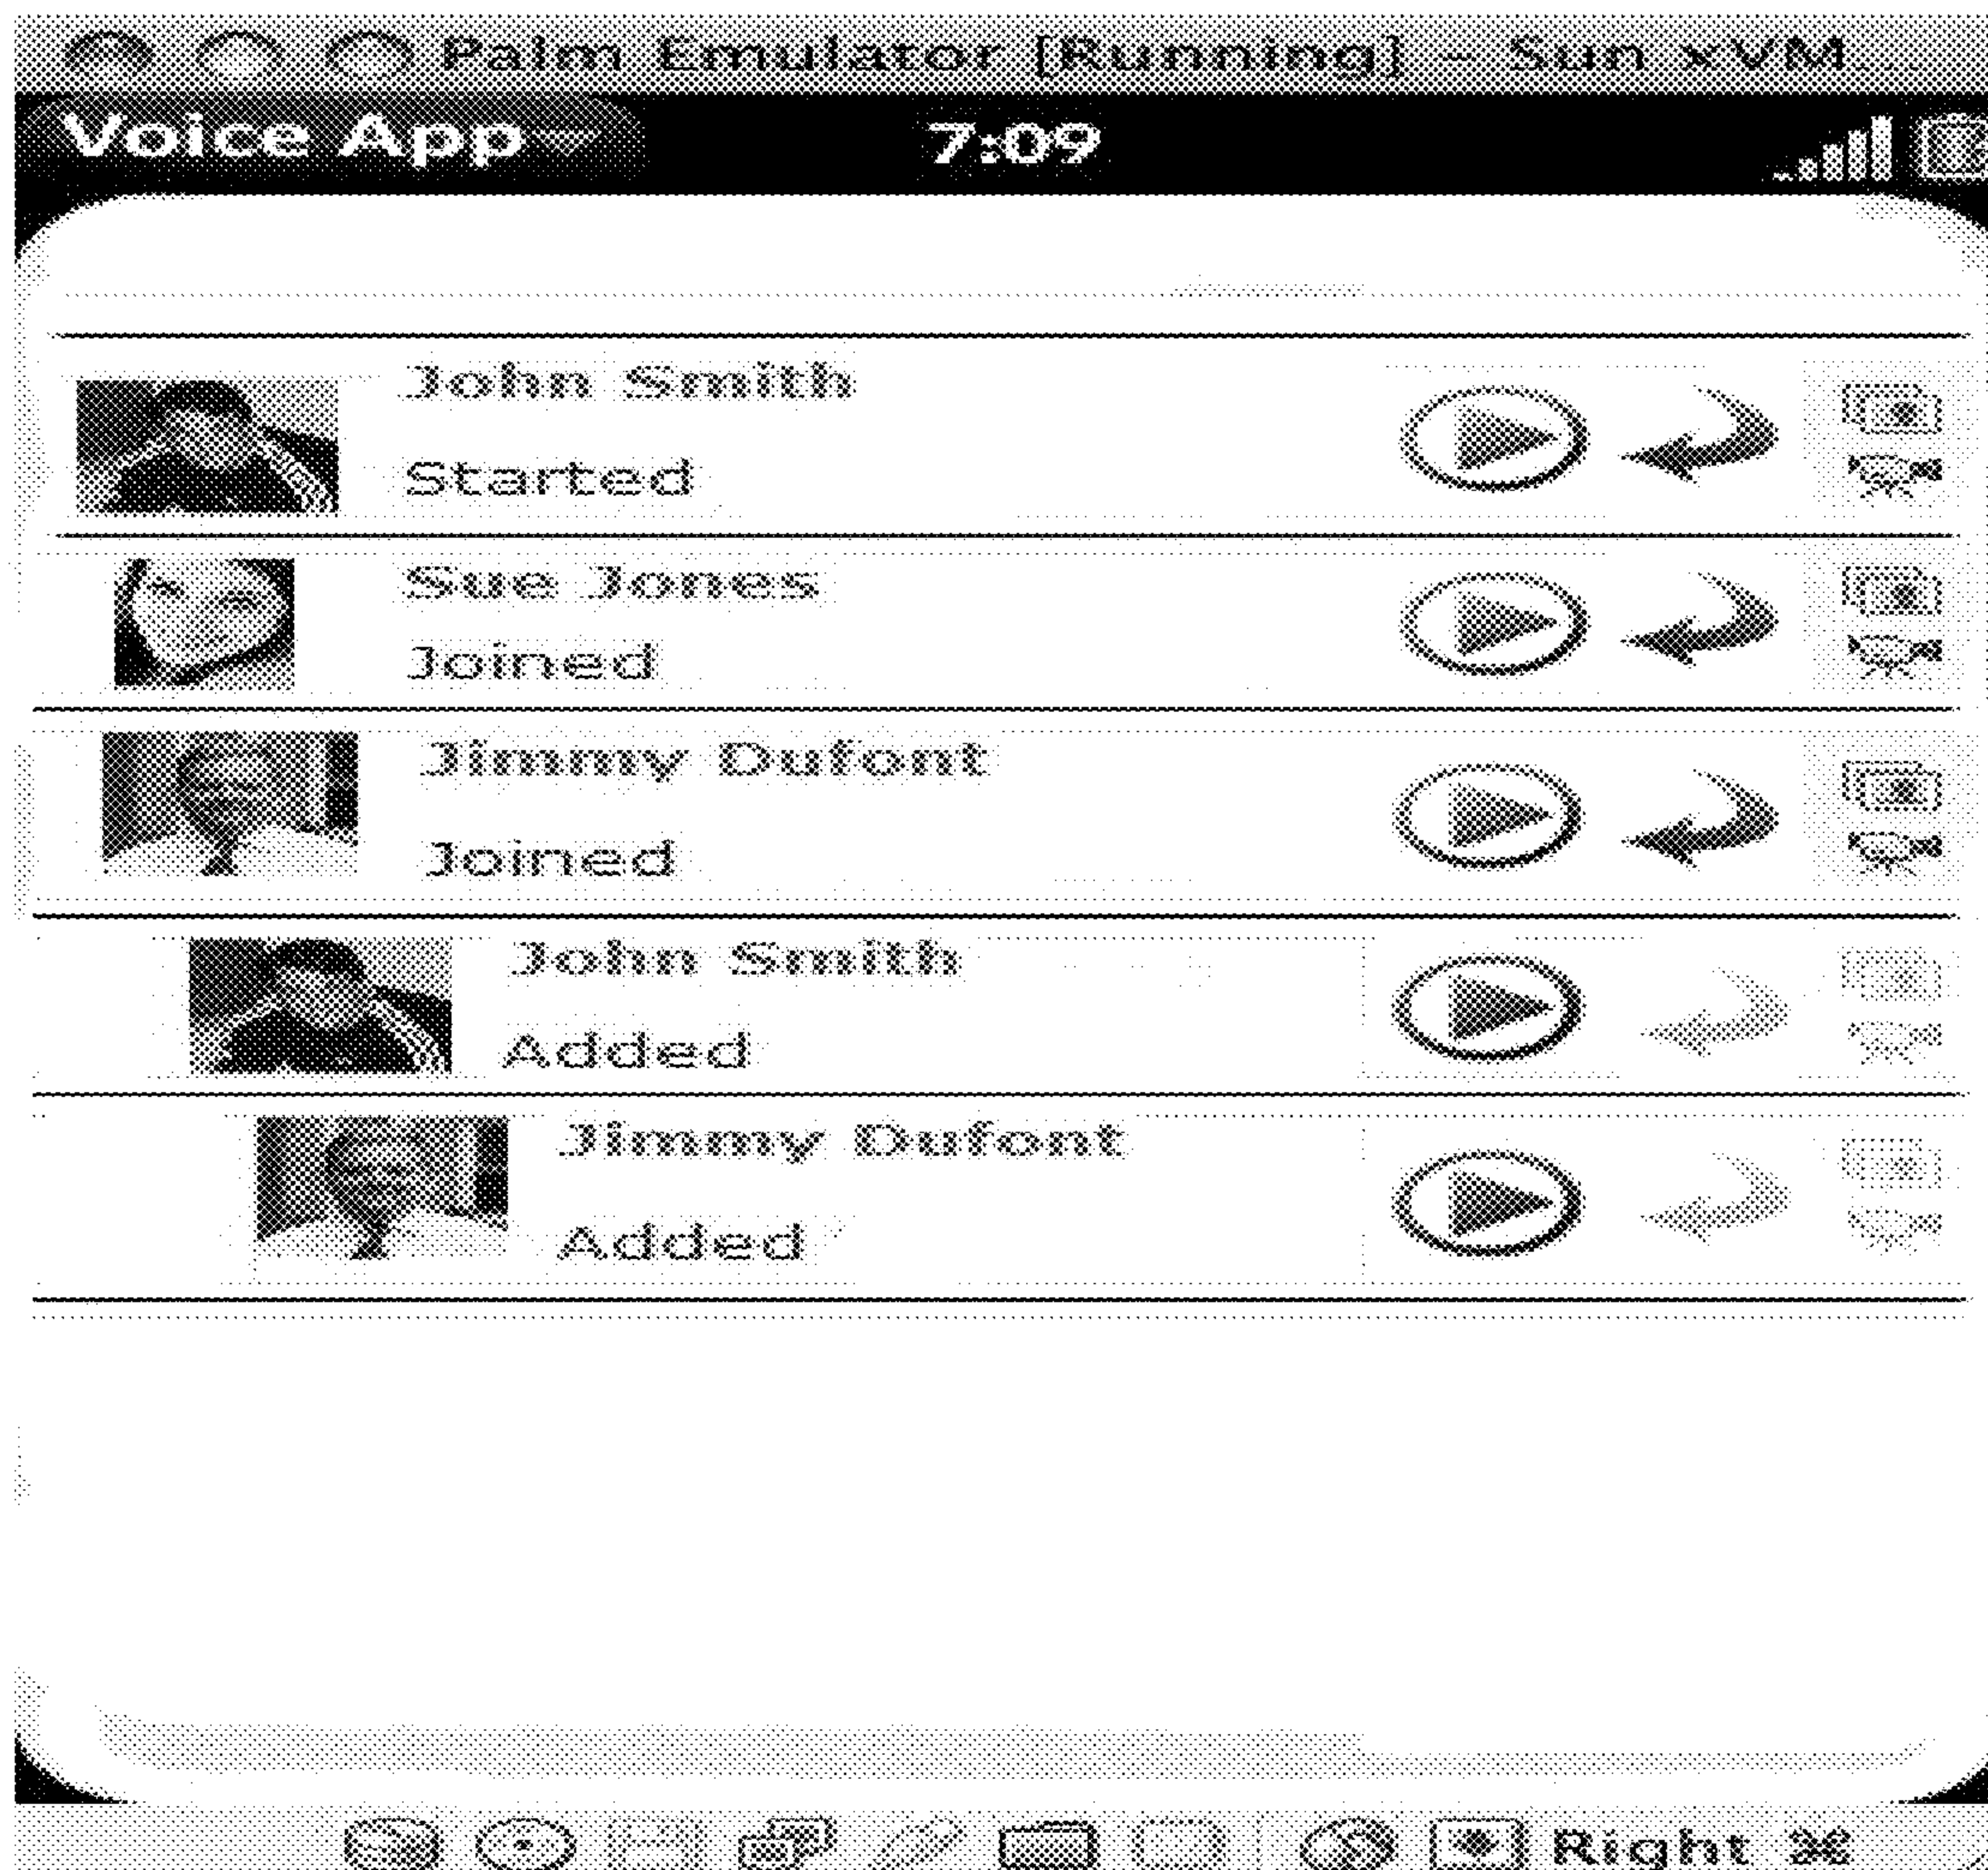 Palm Emulator [Running] - Sun xVM...
Voice App 7:09
John Smith
Started
Sue Jones
Joined
Jimmy Dufont
Joined
John Smith
Added
Jimmy Dufont
Added
Right ⌘